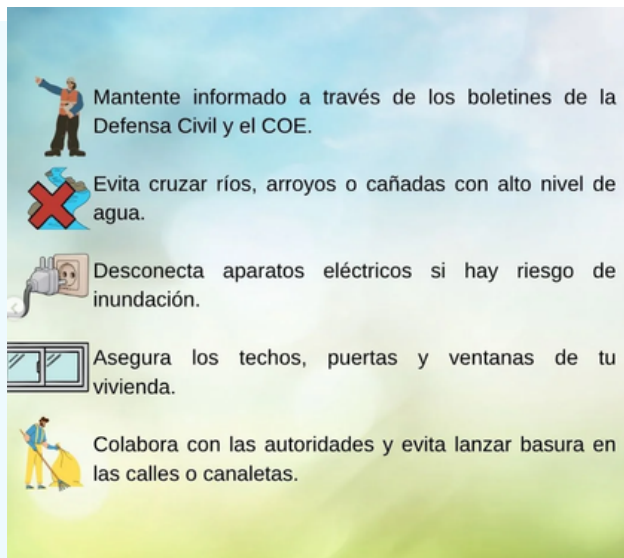 Mantente informado a través de los boletines de la
Defensa Civil y el COE.
Evita cruzar ríos, arroyos o cañadas con alto nivel de
agua.
Desconecta aparatos eléctricos si hay riesgo de
inundación.
Asegura los techos, puertas y ventanas de tu
vivienda.
Colabora con las autoridades y evita lanzar basura en
las calles o canaletas.